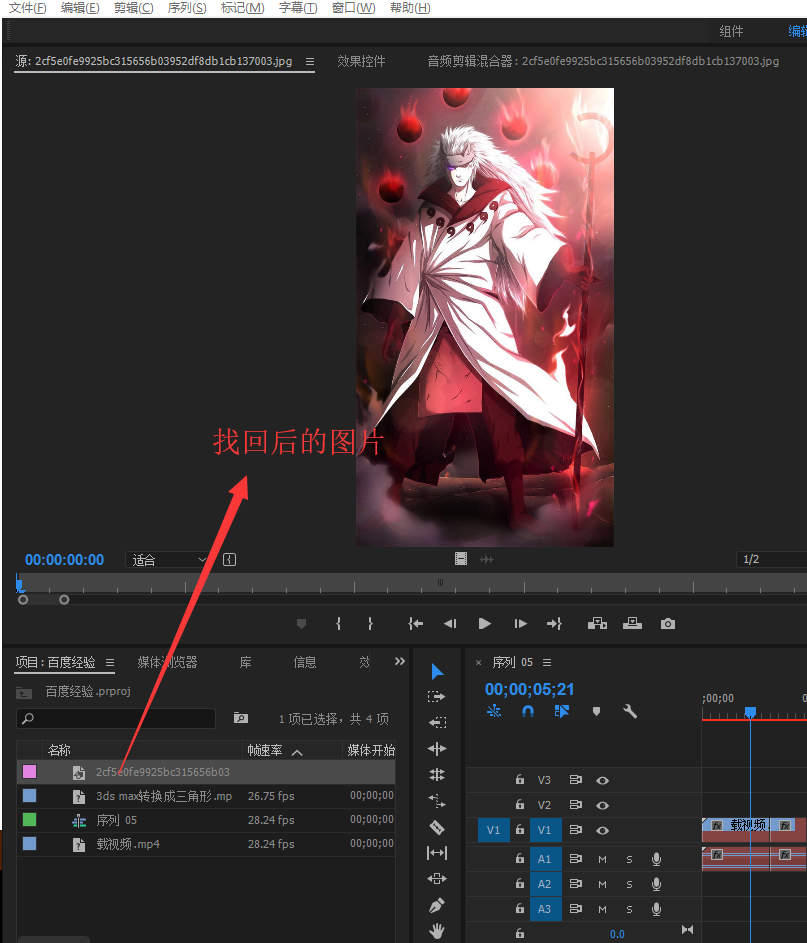 文件(F) 编辑(E) 剪辑(C) 序列(S) 标记(M) 字幕(T) 窗口(W) 帮助(H)
组件
源: 2cf5e0fe9925bc315656b03952df8db1cb137003.jpg 效果控件 音频剪辑混合器: 2cf5e0fe9925bc315656b03952df8db1cb137003.jpg
找回后的图片
00:00:00:00 适合 1/2
项目: 百度经验 媒体浏览器 库 信息 效
百度经验.prproj
1 项已选择, 共 4 项
名称 帧速率 媒体开始
2cf5e0fe9925bc315656b03
3ds max转换成三角形.mp 26.75 fps 00;00;00
序列 05 28.24 fps 00;00;00
载视频.mp4 28.24 fps 00;00;00
× 序列 05
00;00;05;21
;00;00
V3
V2
V1 V1 fx 载视频 fx
A1 M S fx fx
A2 M S
A3 M S
0.0